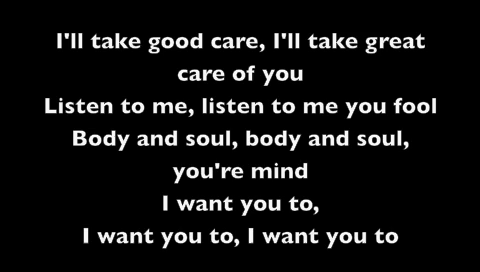 I'll take good care, I'll take great
care of you
Listen to me, listen to me you fool
Body and soul, body and soul,
you're mind
I want you to,
I want you to, I want you to